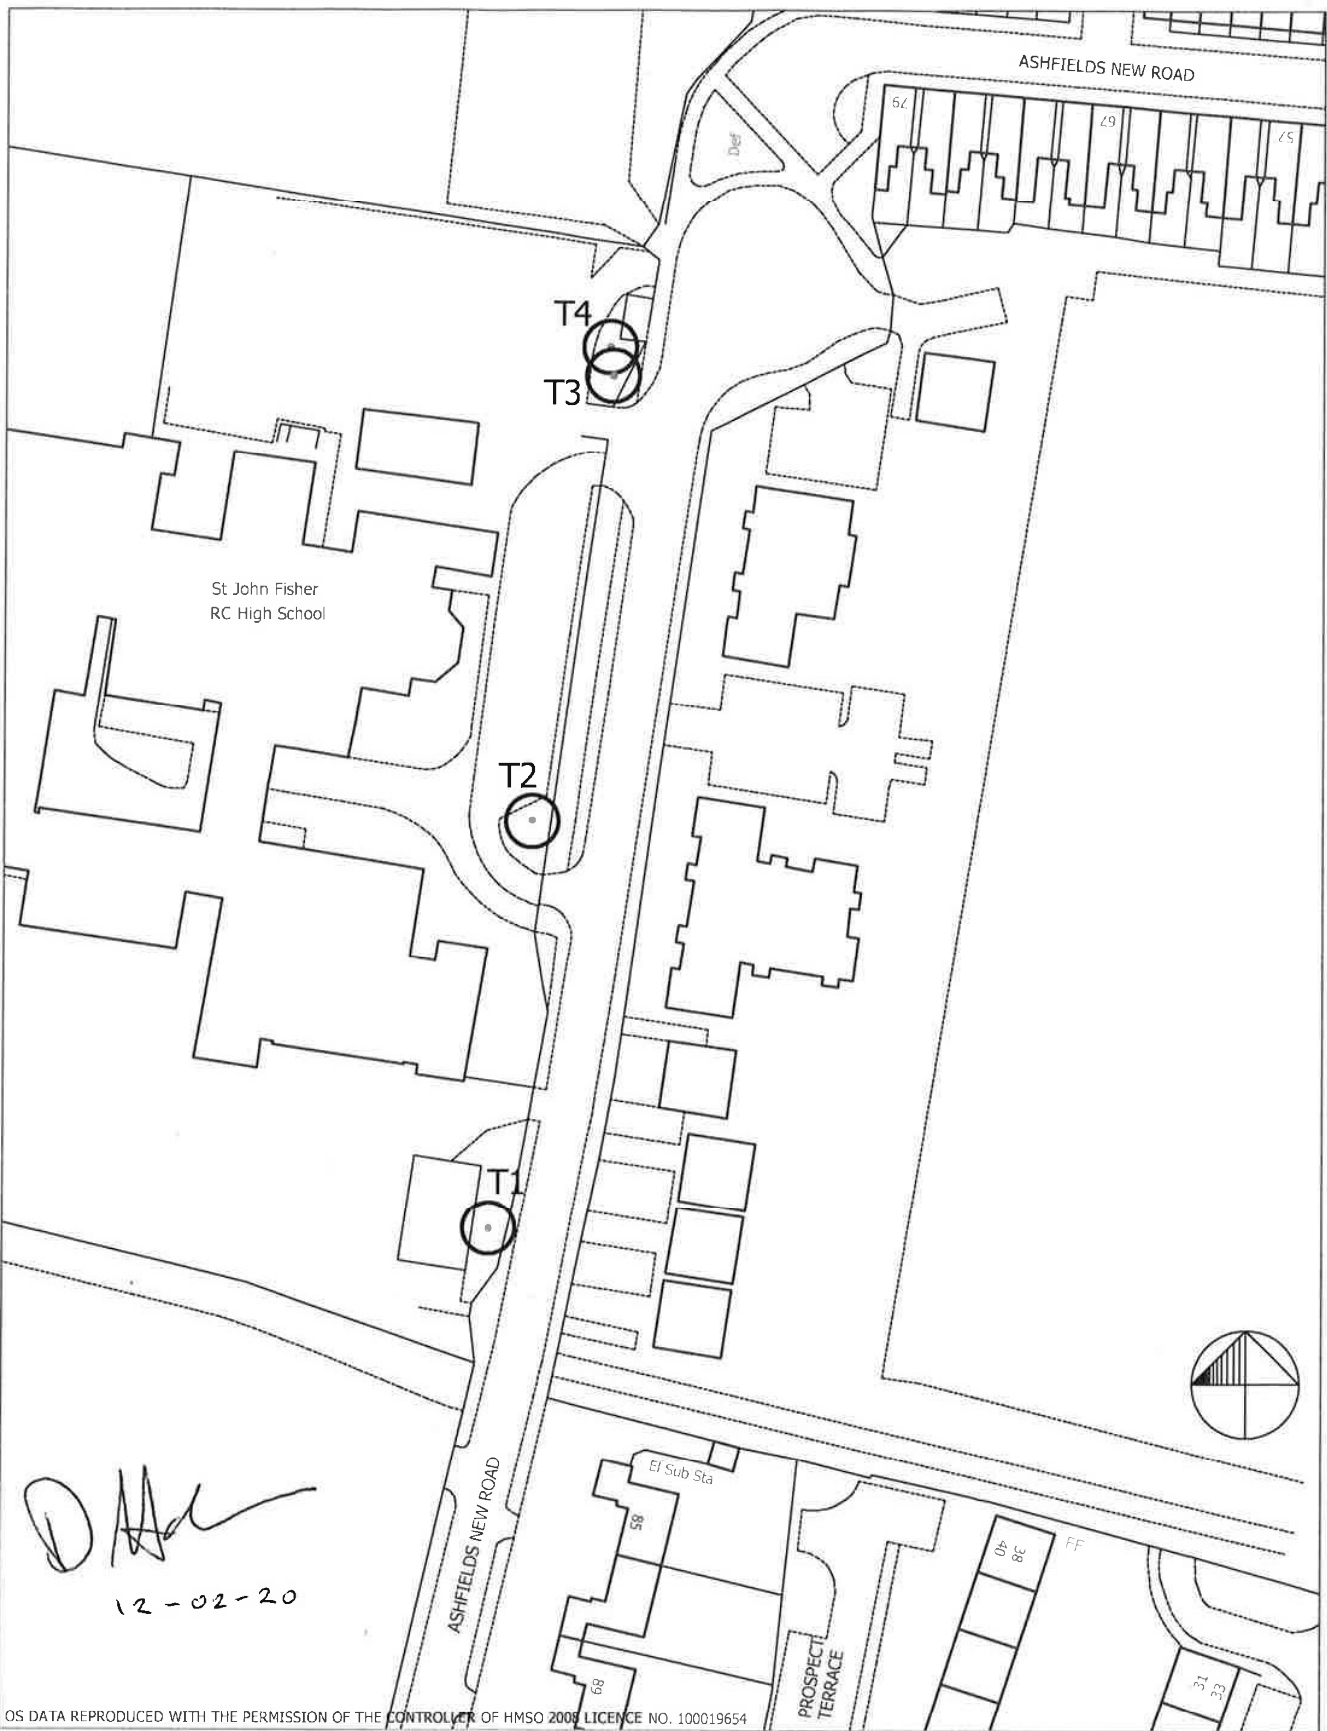 ASHFIELDS NEW ROAD
79
67
57
Def
T4
T3
St John Fisher
RC High School
T2
T1
El Sub Sta
85
ASHFIELDS NEW ROAD
38
40
FF
12-02-20
PROSPECT
TERRACE
31
33
89
OS DATA REPRODUCED WITH THE PERMISSION OF THE CONTROLLER OF HMSO 2008 LICENCE NO. 100019654